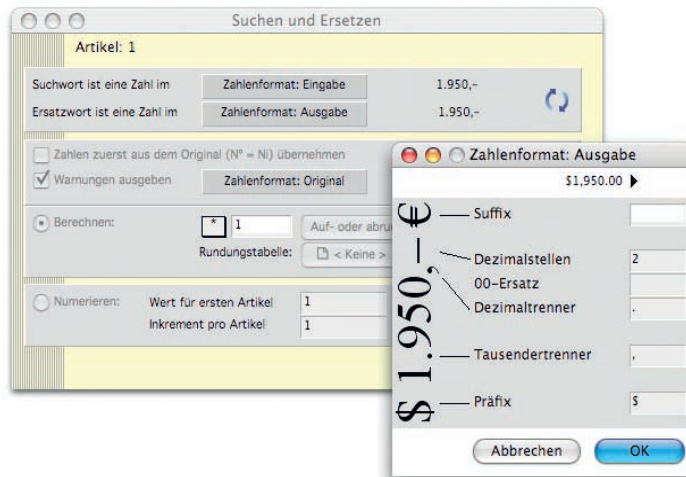 Suchen und Ersetzen
Artikel: 1
Suchwort ist eine Zahl im Zahlenformat: Eingabe 1.950,-
Ersatzwort ist eine Zahl im Zahlenformat: Ausgabe 1.950,-
Zahlen zuerst aus dem Original (Nº = Ni) übernehmen
Warnungen ausgeben Zahlenformat: Original
Berechnen: * 1 Auf- oder abru
Rundungstabelle: < Keine >
Numerieren: Wert für ersten Artikel 1
Inkrement pro Artikel 1
Zahlenformat: Ausgabe
$1,950.00
$ 1.950,– €
Suffix
Dezimalstellen 2
00-Ersatz
Dezimaltrenner .
Tausendertrenner ,
Präfix $
Abbrechen OK